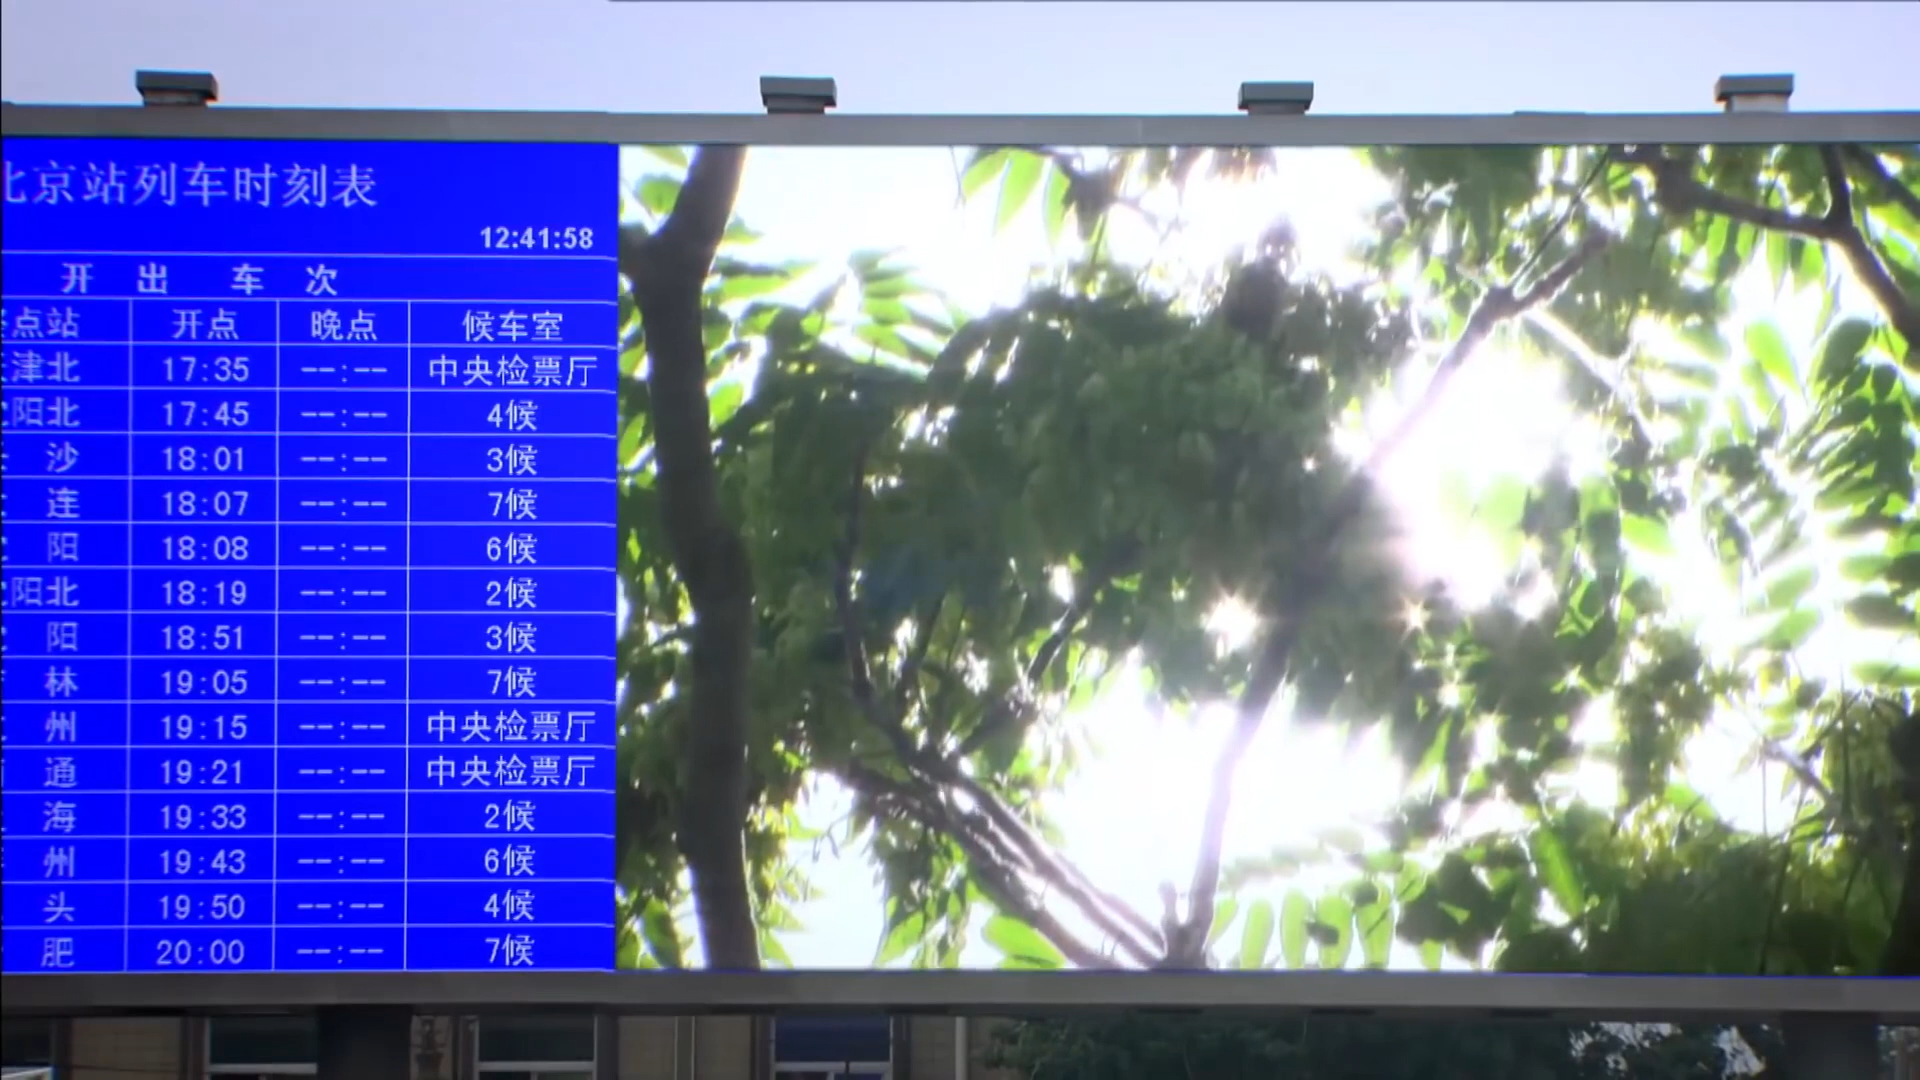 北京站列车时刻表
12:41:58
开 出 车 次
点站 开点 晚点 候车室
津北 17:35 --:-- 中央检票厅
阳北 17:45 --:-- 4候
沙 18:01 --:-- 3候
连 18:07 --:-- 7候
阳 18:08 --:-- 6候
阳北 18:19 --:-- 2候
阳 18:51 --:-- 3候
林 19:05 --:-- 7候
州 19:15 --:-- 中央检票厅
通 19:21 --:-- 中央检票厅
海 19:33 --:-- 2候
州 19:43 --:-- 6候
头 19:50 --:-- 4候
肥 20:00 --:-- 7候